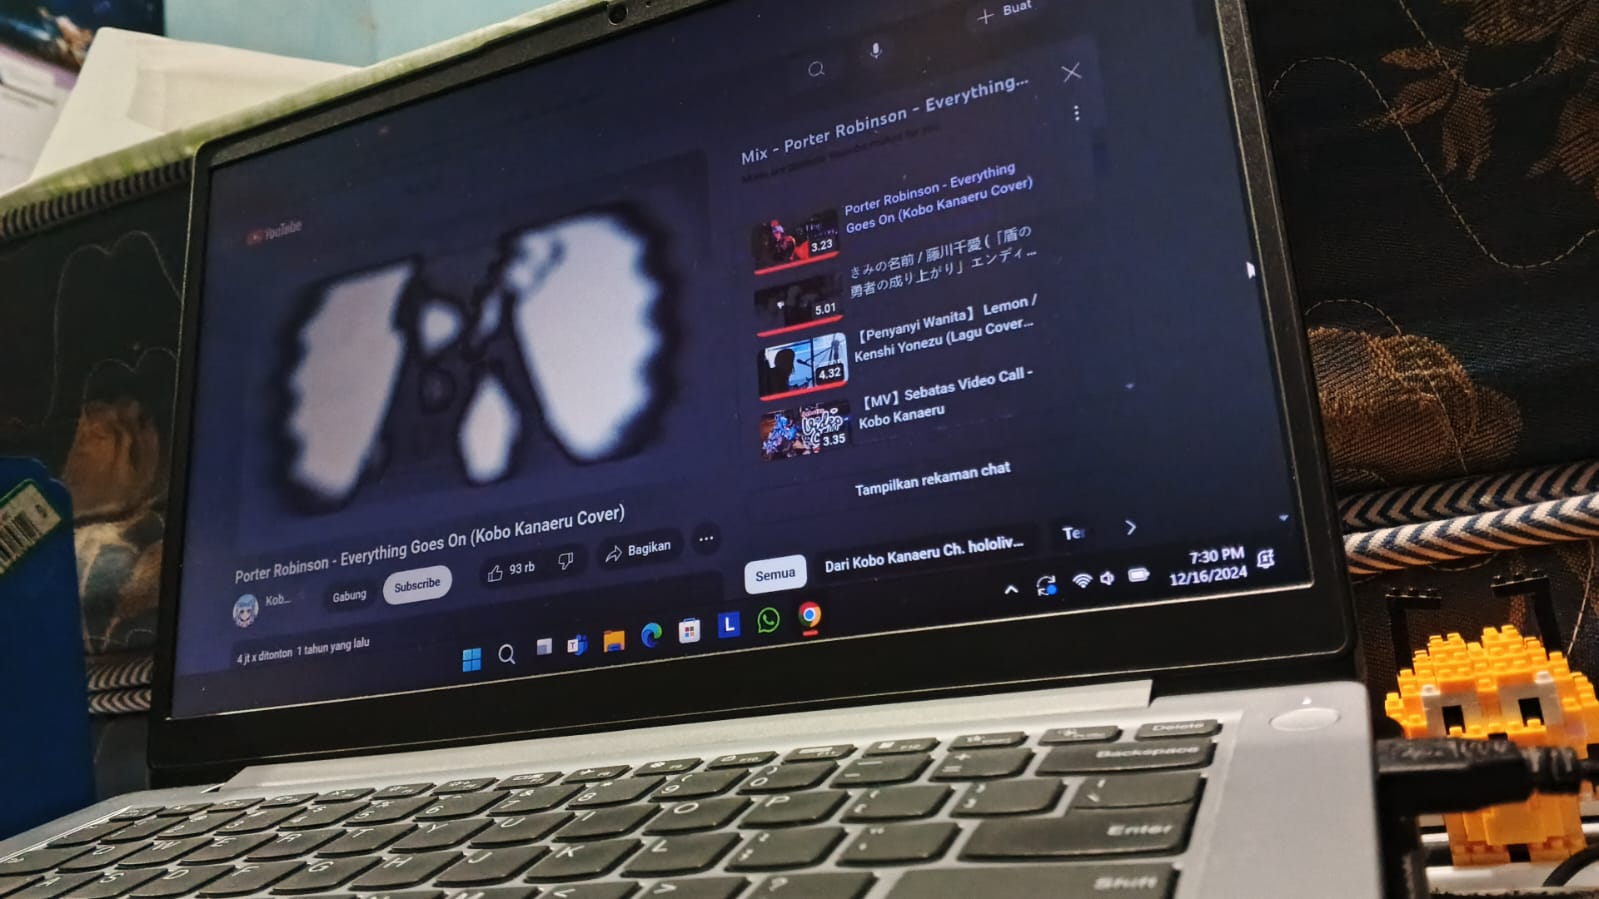 Buat
YouTube
Mix - Porter Robinson - Everything...
Porter Robinson - Everything
Goes On (Kobo Kanaeru Cover)
3.23
きみの名前 / 藤川千愛 (「盾の
勇者の成り上がり」エンディ...
5.01
【Penyanyi Wanita】 Lemon /
Kenshi Yonezu (Lagu Cover...
4.32
【MV】Sebatas Video Call -
Kobo Kanaeru
3.35
Tampilkan rekaman chat
Porter Robinson - Everything Goes On (Kobo Kanaeru Cover)
Kob...
Gabung
Subscribe
93 rb
Bagikan
Semua
Dari Kobo Kanaeru Ch. hololiv...
4 jt x ditonton 1 tahun yang lalu
L
7:30 PM
12/16/2024
Delete
Backspace
Enter
Shift